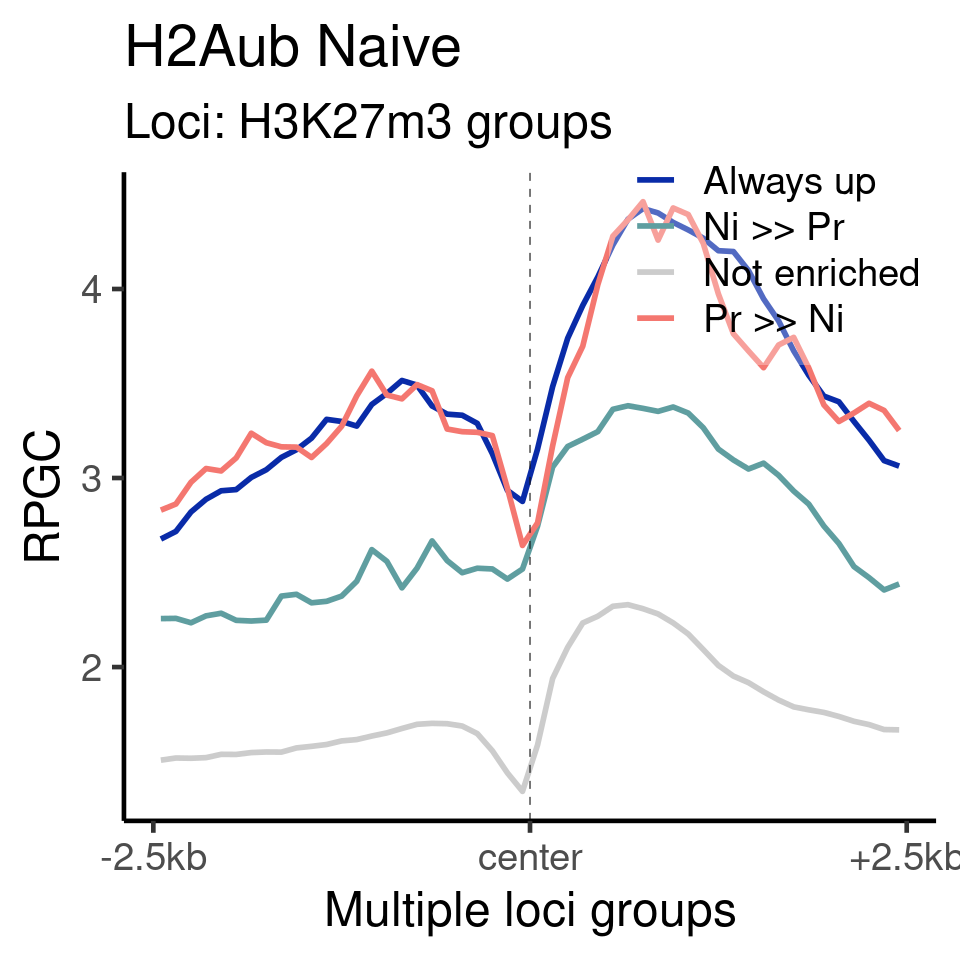 H2Aub Naive
Loci: H3K27m3 groups
Always up
Ni >> Pr
Not enriched
Pr >> Ni
RPGC
4
3
2
-2.5kb
center
+2.5kb
Multiple loci groups